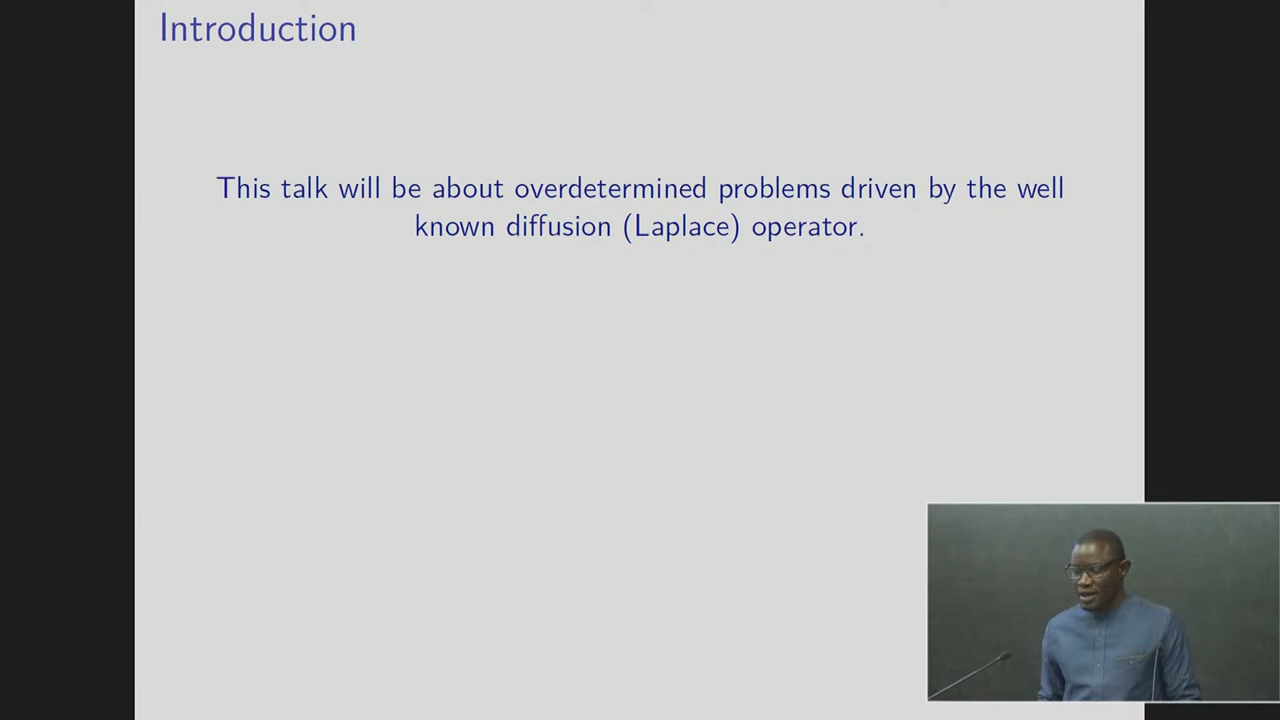 Introduction
This talk will be about overdetermined problems driven by the well
known diffusion (Laplace) operator.